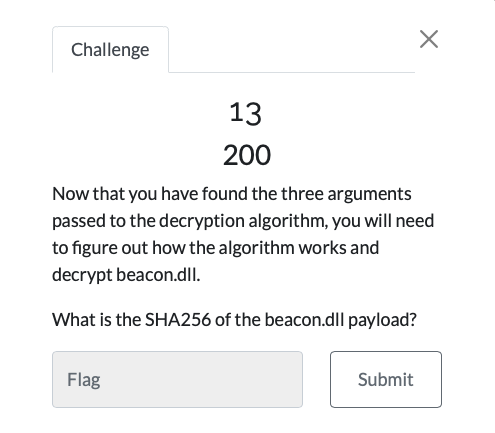 Challenge
13
200
Now that you have found the three arguments
passed to the decryption algorithm, you will need
to figure out how the algorithm works and
decrypt beacon.dll.
What is the SHA256 of the beacon.dll payload?
Flag
Submit